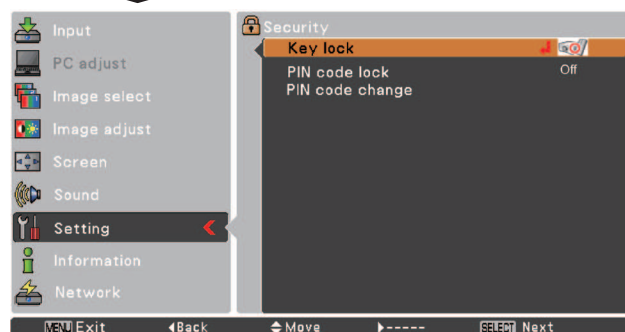 Input
PC adjust
Image select
Image adjust
Screen
Sound
Setting
Information
Network
Security
Key lock
PIN code lock Off
PIN code change
MENU Exit ◀Back ◆Move ▶----- SELECT Next